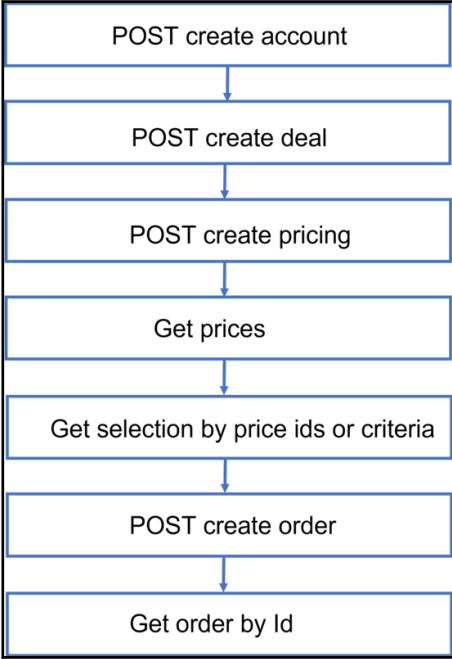 POST create account
POST create deal
POST create pricing
Get prices
Get selection by price ids or criteria
POST create order
Get order by Id